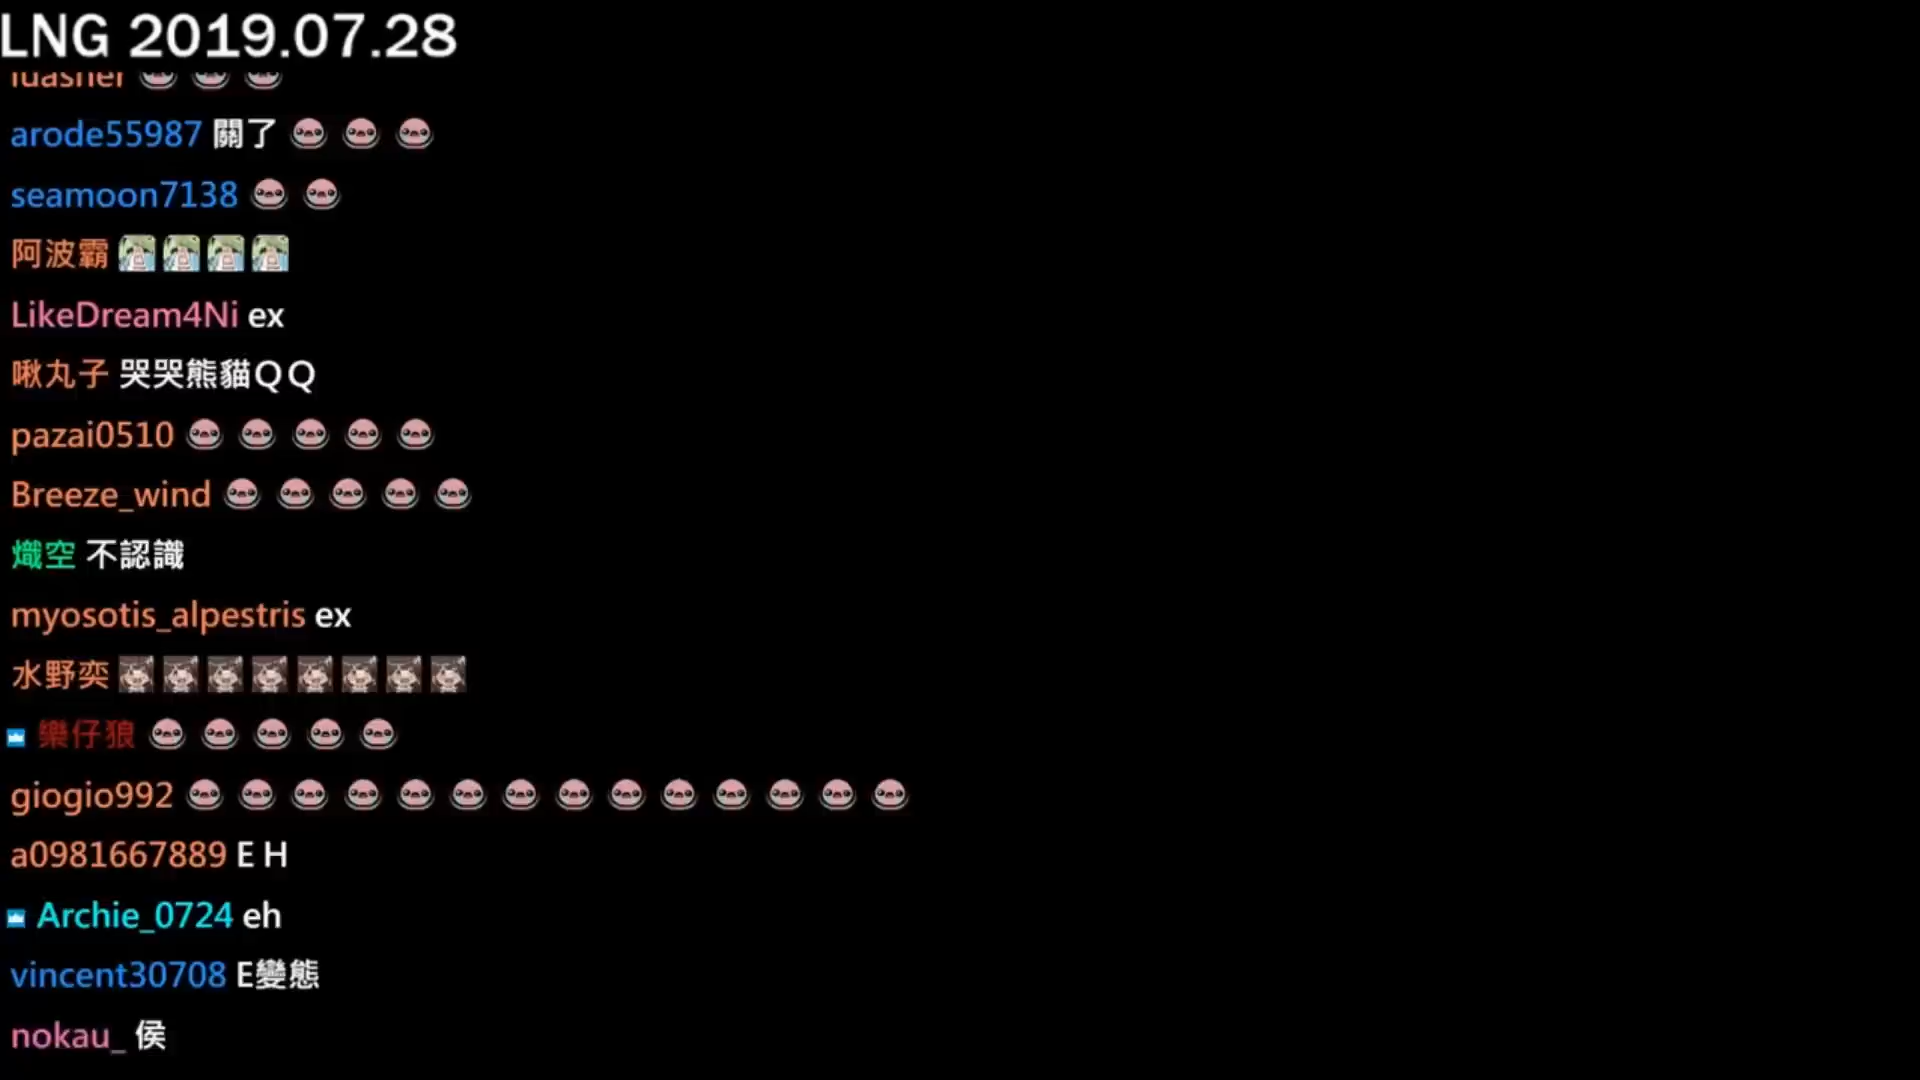 LNG 2019.07.28
arode55987 關了
seamoon7138
阿波霸
LikeDream4Ni ex
啾丸子 哭哭熊貓ＱＱ
pazai0510
Breeze_wind
熾空 不認識
myosotis_alpestris ex
水野奕
樂仔狼
giogio992
a0981667889 E H
Archie_0724 eh
vincent30708 E變態
nokau_ 侯